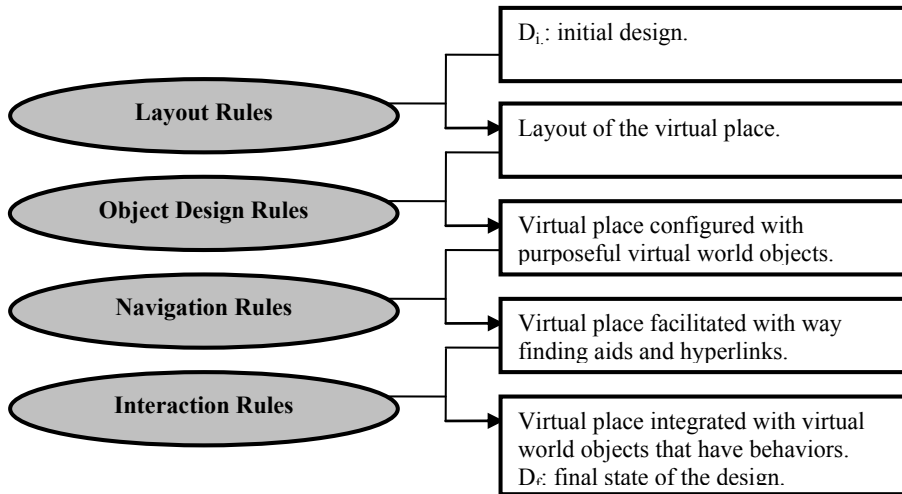 D_i.: initial design.
Layout Rules
Layout of the virtual place.
Object Design Rules
Virtual place configured with
purposeful virtual world objects.
Navigation Rules
Virtual place facilitated with way
finding aids and hyperlinks.
Interaction Rules
Virtual place integrated with virtual
world objects that have behaviors.
D_f: final state of the design.